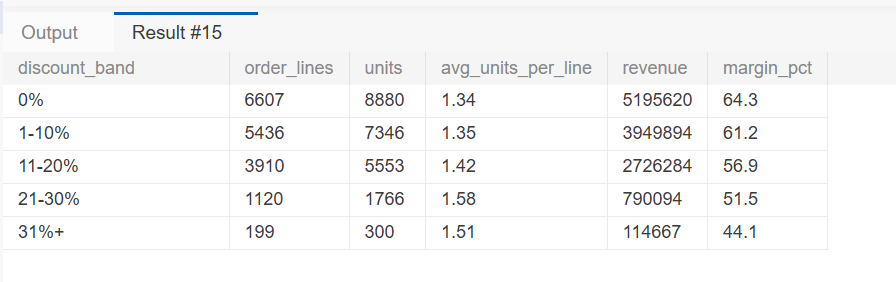 Output Result #15
discount_band order_lines units avg_units_per_line revenue margin_pct
0% 6607 8880 1.34 5195620 64.3
1-10% 5436 7346 1.35 3949894 61.2
11-20% 3910 5553 1.42 2726284 56.9
21-30% 1120 1766 1.58 790094 51.5
31%+ 199 300 1.51 114667 44.1